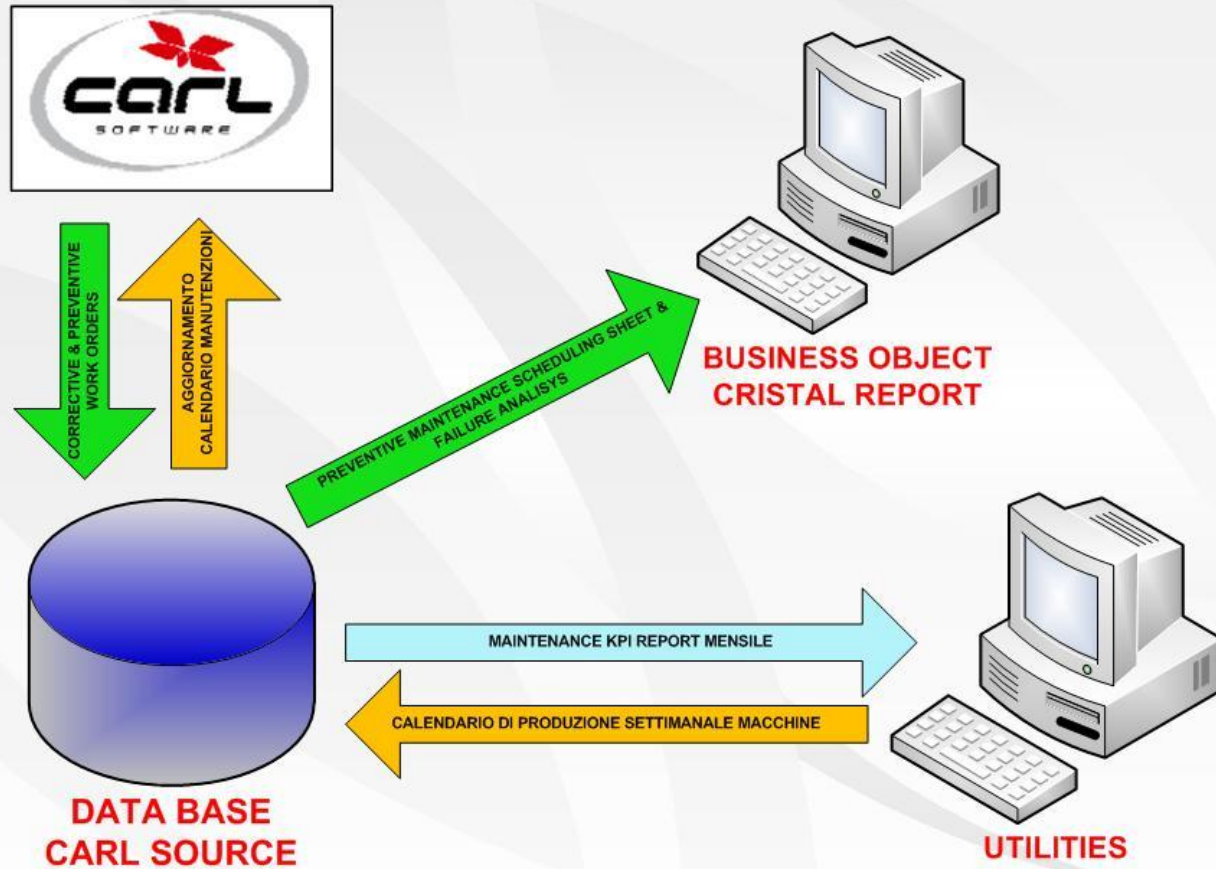 carl
SOFTWARE
CORRECTIVE & PREVENTIVE
WORK ORDERS
AGGIORNAMENTO
CALENDARIO MANUTENZIONI
PREVENTIVE MAINTENANCE SCHEDULING SHEET &
FAILURE ANALISYS
BUSINESS OBJECT
CRISTAL REPORT
MAINTENANCE KPI REPORT MENSILE
CALENDARIO DI PRODUZIONE SETTIMANALE MACCHINE
DATA BASE
CARL SOURCE
UTILITIES